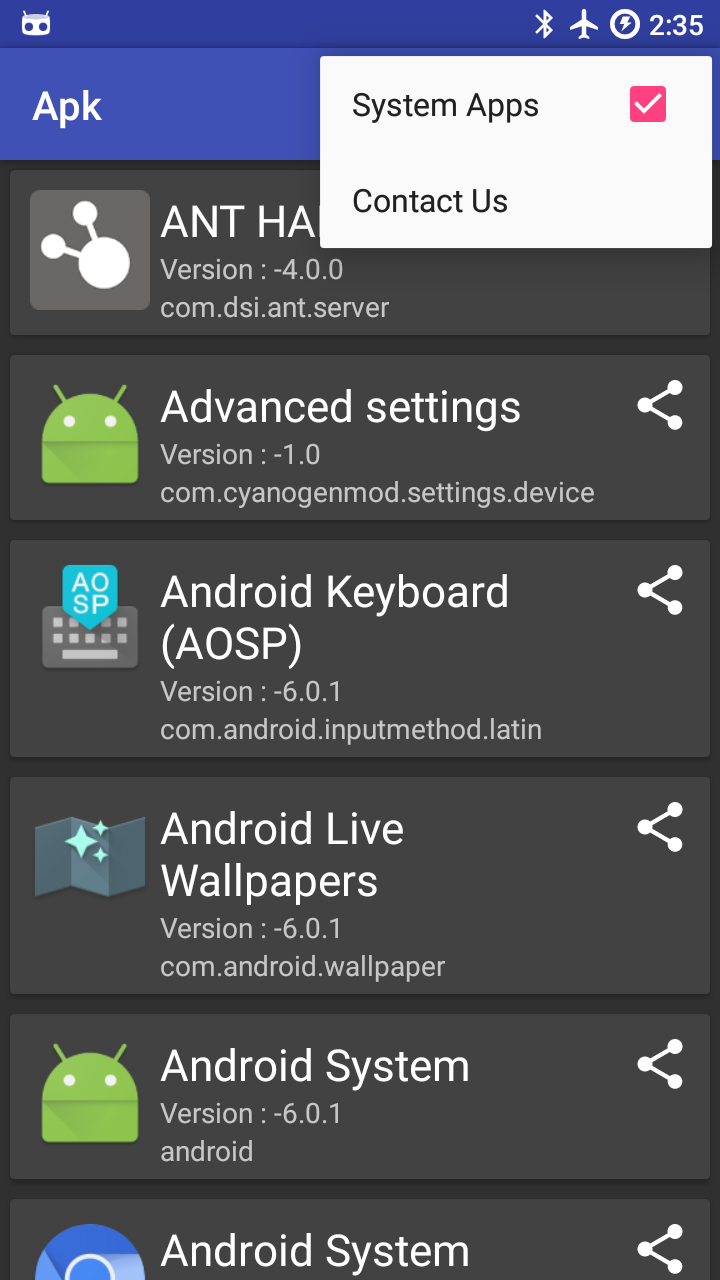 2:35
Apk
System Apps
Contact Us
ANT HA
Version : -4.0.0
com.dsi.ant.server
Advanced settings
Version : -1.0
com.cyanogenmod.settings.device
AO
SP
Android Keyboard
(AOSP)
Version : -6.0.1
com.android.inputmethod.latin
Android Live
Wallpapers
Version : -6.0.1
com.android.wallpaper
Android System
Version : -6.0.1
android
Android System